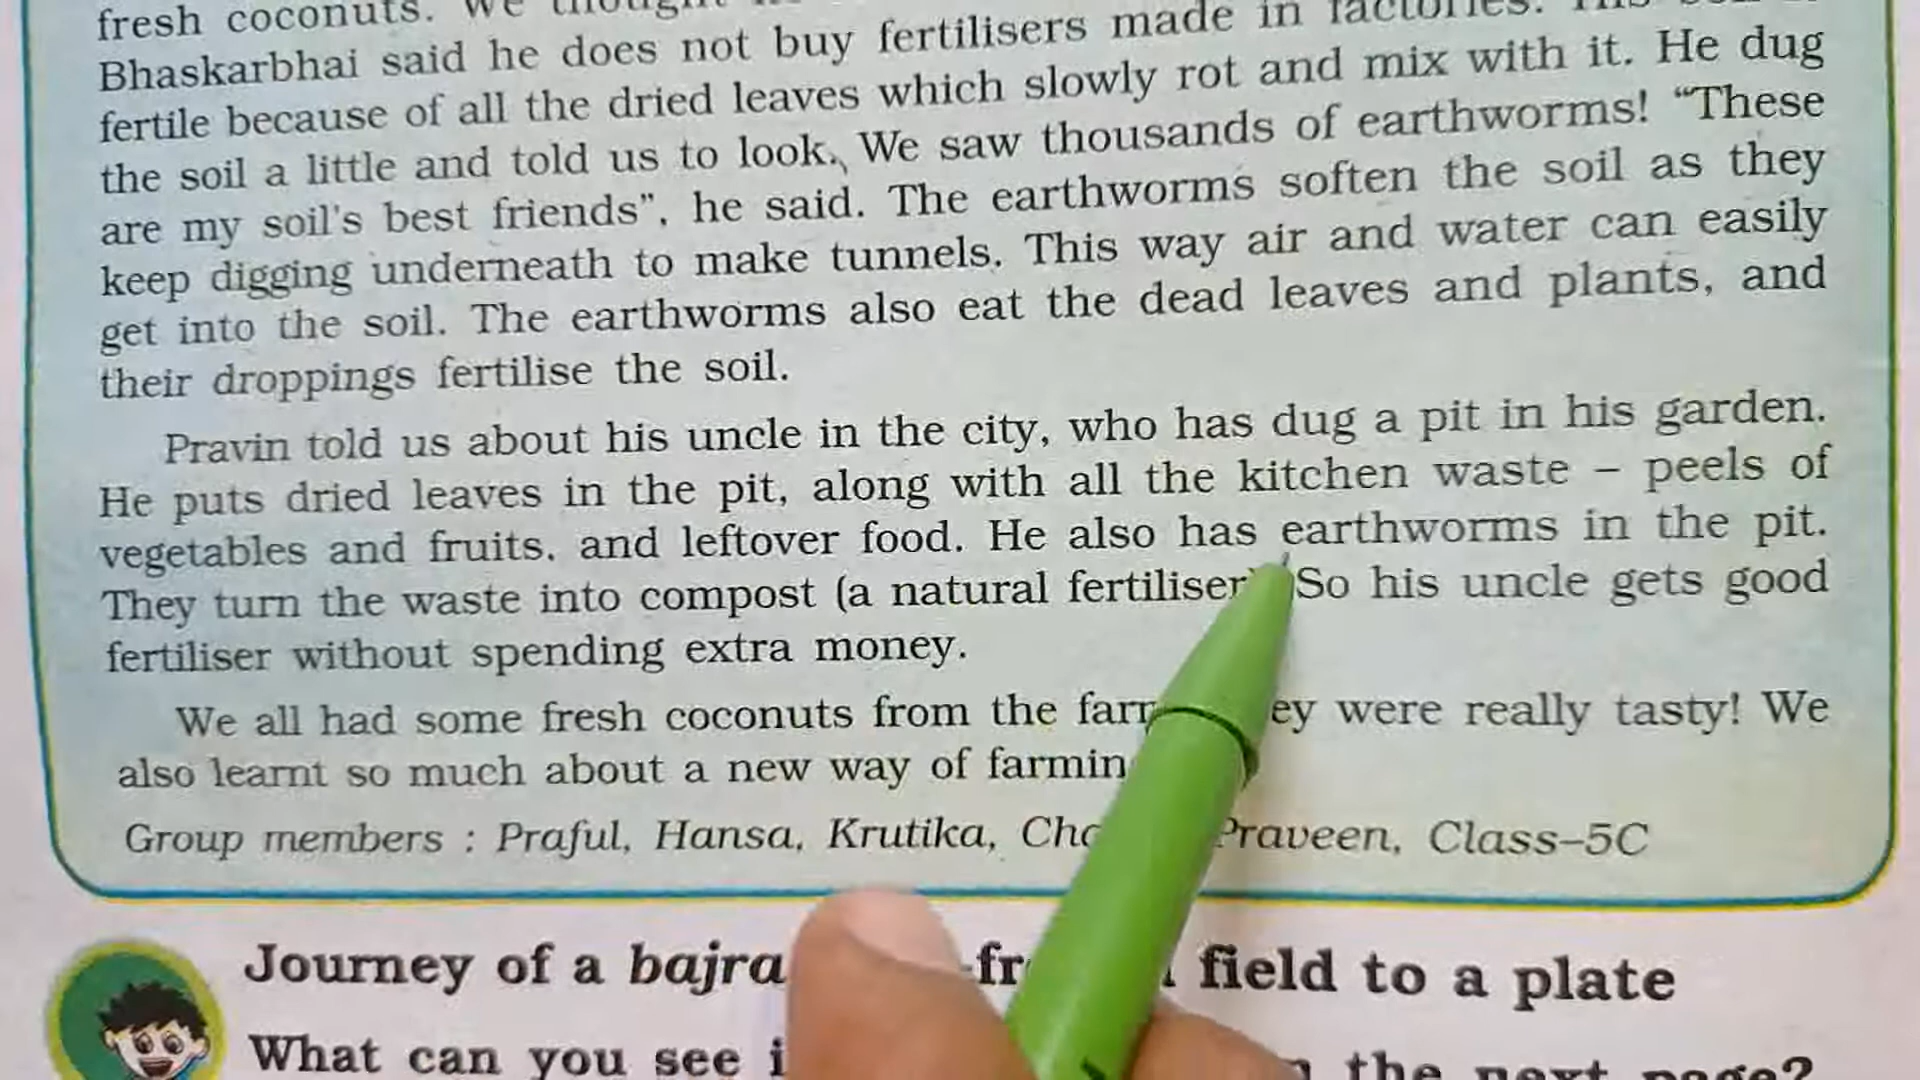 fresh coconuts. We thought
Bhaskarbhai said he does not buy fertilisers made in factories.
fertile because of all the dried leaves which slowly rot and mix with it. He dug
the soil a little and told us to look. We saw thousands of earthworms! “These
are my soil's best friends”, he said. The earthworms soften the soil as they
keep digging underneath to make tunnels. This way air and water can easily
get into the soil. The earthworms also eat the dead leaves and plants, and
their droppings fertilise the soil.
Pravin told us about his uncle in the city, who has dug a pit in his garden.
He puts dried leaves in the pit, along with all the kitchen waste – peels of
vegetables and fruits, and leftover food. He also has earthworms in the pit.
They turn the waste into compost (a natural fertiliser) So his uncle gets good
fertiliser without spending extra money.
We all had some fresh coconuts from the were really tasty! We
also learnt so much about a new way of
Group members : Praful, Hansa, Krutika, Praveen, Class–5C
Journey of a bajra field to a plate
What can you see the next page?